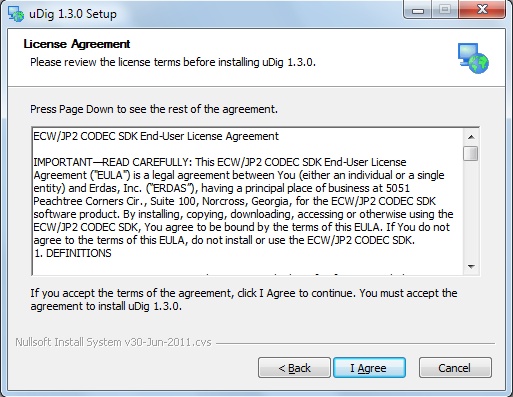 uDig 1.3.0 Setup
License Agreement
Please review the license terms before installing uDig 1.3.0.
Press Page Down to see the rest of the agreement.
ECW/JP2 CODEC SDK End-User License Agreement
IMPORTANT—READ CAREFULLY: This ECW/JP2 CODEC SDK End-User License
Agreement ("EULA") is a legal agreement between You (either an individual or a single
entity) and Erdas, Inc. ("ERDAS"), having a principal place of business at 5051
Peachtree Corners Cir., Suite 100, Norcross, Georgia, for the ECW/JP2 CODEC SDK
software product. By installing, copying, downloading, accessing or otherwise using the
ECW/JP2 CODEC SDK, You agree to be bound by the terms of this EULA. If You do not
agree to the terms of this EULA, do not install or use the ECW/JP2 CODEC SDK.
1. DEFINITIONS
If you accept the terms of the agreement, click I Agree to continue. You must accept the
agreement to install uDig 1.3.0.
Nullsoft Install System v30-Jun-2011.cvs
< Back I Agree Cancel